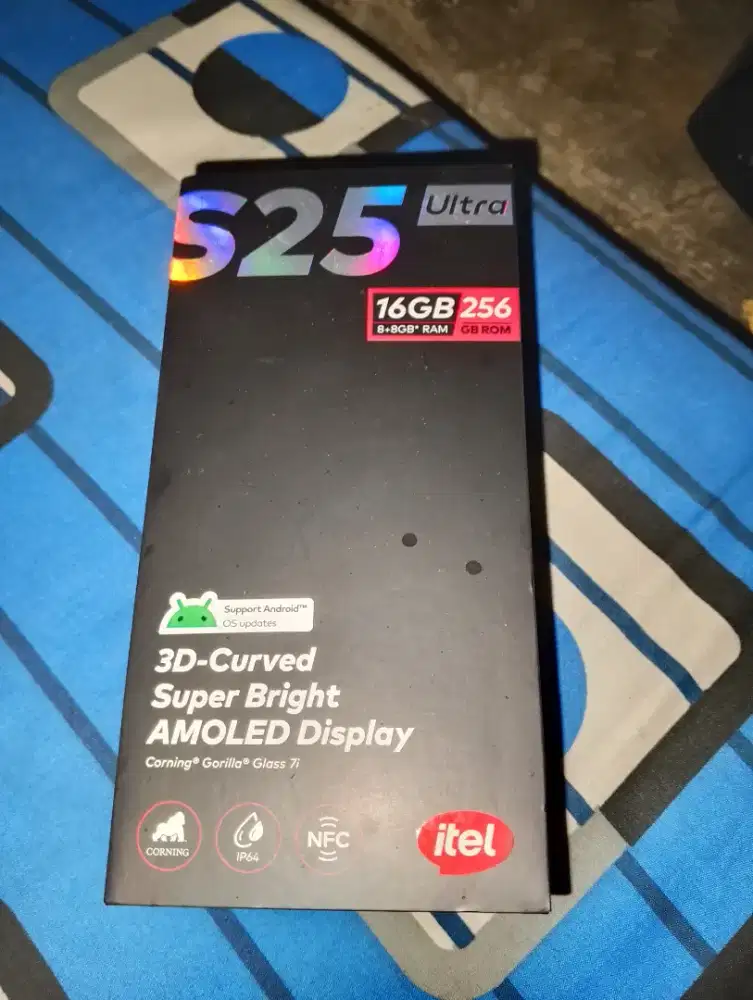 S25 Ultra
16GB 256
8+8GB* RAM GB ROM
Support Android™
OS updates
3D-Curved
Super Bright
AMOLED Display
Corning® Gorilla® Glass 7i
CORNING
IP64
NFC
itel